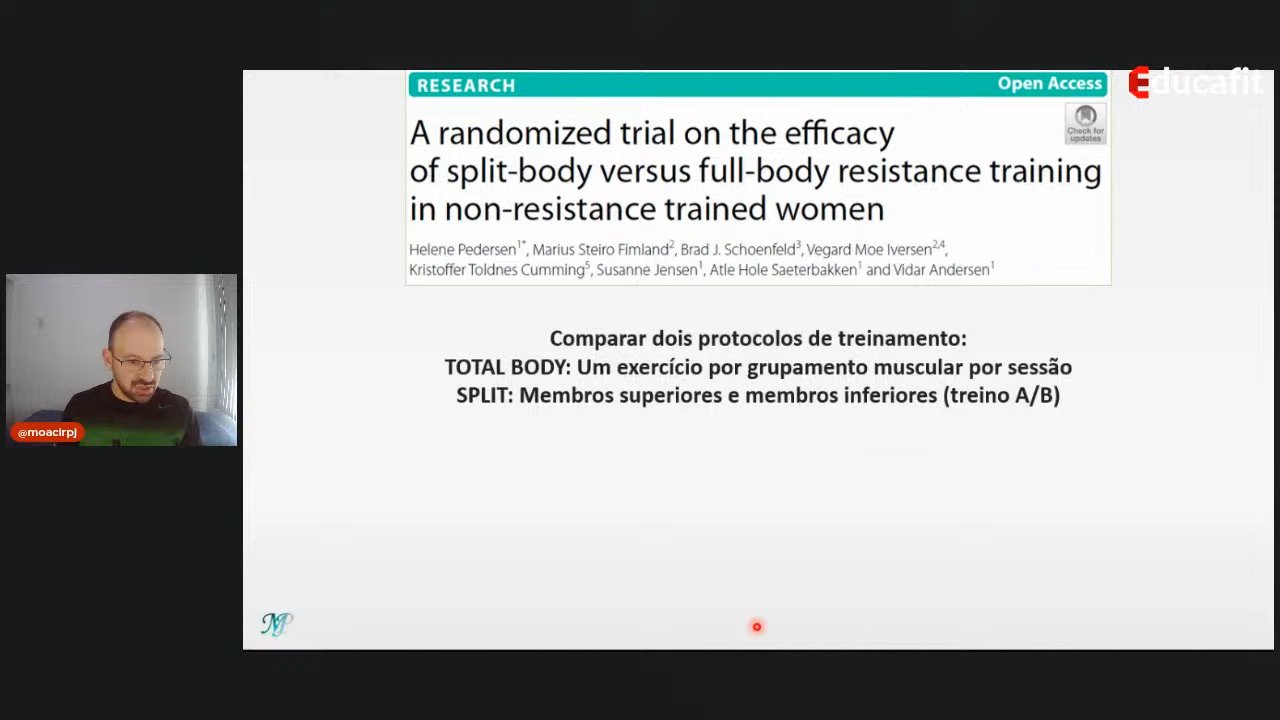 RESEARCH
Open Access
Educafit
Check for
updates
A randomized trial on the efficacy
of split-body versus full-body resistance training
in non-resistance trained women
Helene Pedersen1*, Marius Steiro Fimland2, Brad J. Schoenfeld3, Vegard Moe Iversen2,4,
Kristoffer Toldnes Cumming5, Susanne Jensen1, Atle Hole Saeterbakken1 and Vidar Andersen1
Comparar dois protocolos de treinamento:
TOTAL BODY: Um exercício por grupamento muscular por sessão
SPLIT: Membros superiores e membros inferiores (treino A/B)
@moacirpj
MP